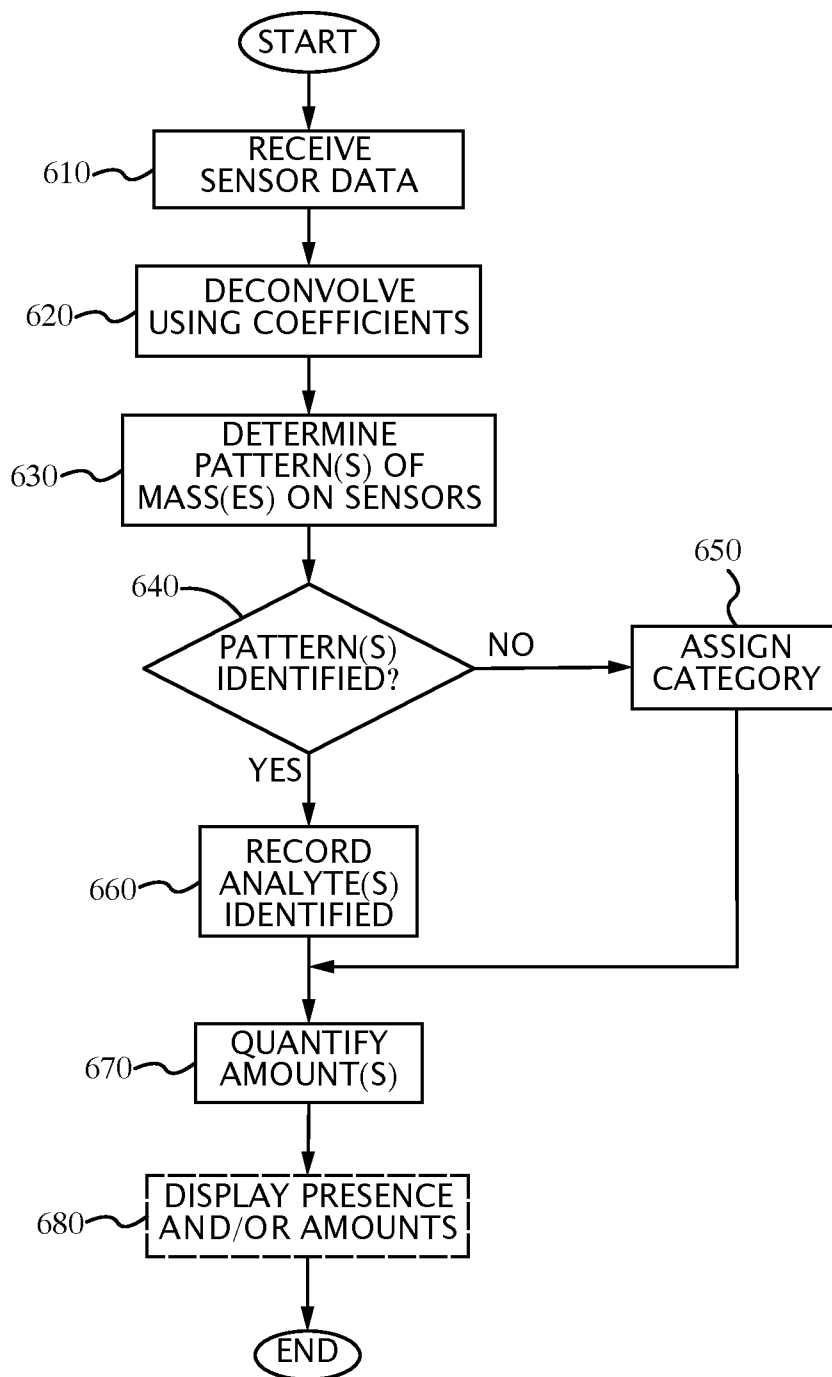 START
610
RECEIVE
SENSOR DATA
620
DECONVOLVE
USING COEFFICIENTS
630
DETERMINE
PATTERN(S) OF
MASS(ES) ON SENSORS
640
PATTERN(S)
IDENTIFIED?
NO
650
ASSIGN
CATEGORY
YES
660
RECORD
ANALYTE(S)
IDENTIFIED
670
QUANTIFY
AMOUNT(S)
680
DISPLAY PRESENCE
AND/OR AMOUNTS
END